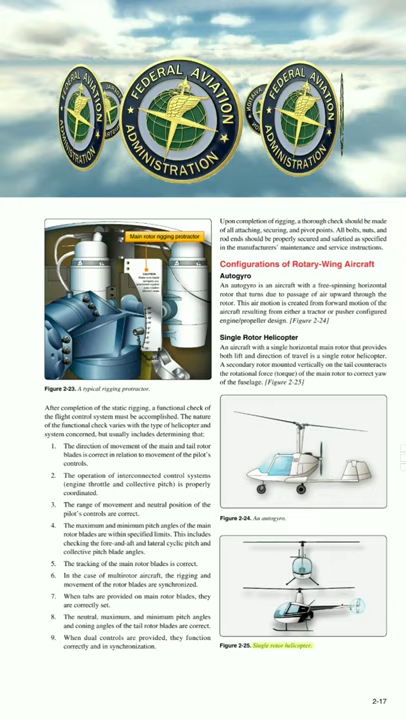 FEDERAL AVIATION
ADMINISTRATION
FEDERAL AVIATION
ADMINISTRATION
FEDERAL AVIATION
ADMINISTRATION
Main rotor rigging protractor
CAUTION
Figure 2-23. A typical rigging protractor.
After completion of the static rigging, a functional check of
the flight control system must be accomplished. The nature
of the functional check varies with the type of helicopter and
system concerned, but usually includes determining that:
1. The direction of movement of the main and tail rotor
blades is correct in relation to movement of the pilot's
controls.
2. The operation of interconnected control systems
(engine throttle and collective pitch) is properly
coordinated.
3. The range of movement and neutral position of the
pilot's controls are correct.
4. The maximum and minimum pitch angles of the main
rotor blades are within specified limits. This includes
checking the fore-and-aft and lateral cyclic pitch and
collective pitch blade angles.
5. The tracking of the main rotor blades is correct.
6. In the case of multirotor aircraft, the rigging and
movement of the rotor blades are synchronized.
7. When tabs are provided on main rotor blades, they
are correctly set.
8. The neutral, maximum, and minimum pitch angles
and coning angles of the tail rotor blades are correct.
9. When dual controls are provided, they function
correctly and in synchronization.
Upon completion of rigging, a thorough check should be made
of all attaching, securing, and pivot points. All bolts, nuts, and
rod ends should be properly secured and safetied as specified
in the manufacturers' maintenance and service instructions.
Configurations of Rotary-Wing Aircraft
Autogyro
An autogyro is an aircraft with a free-spinning horizontal
rotor that turns due to passage of air upward through the
rotor. This air motion is created from forward motion of the
aircraft resulting from either a tractor or pusher configured
engine/propeller design. [Figure 2-24]
Single Rotor Helicopter
An aircraft with a single horizontal main rotor that provides
both lift and direction of travel is a single rotor helicopter.
A secondary rotor mounted vertically on the tail counteracts
the rotational force (torque) of the main rotor to correct yaw
of the fuselage. [Figure 2-25]
Figure 2-24. An autogyro.
Figure 2-25. Single rotor helicopter.
2-17